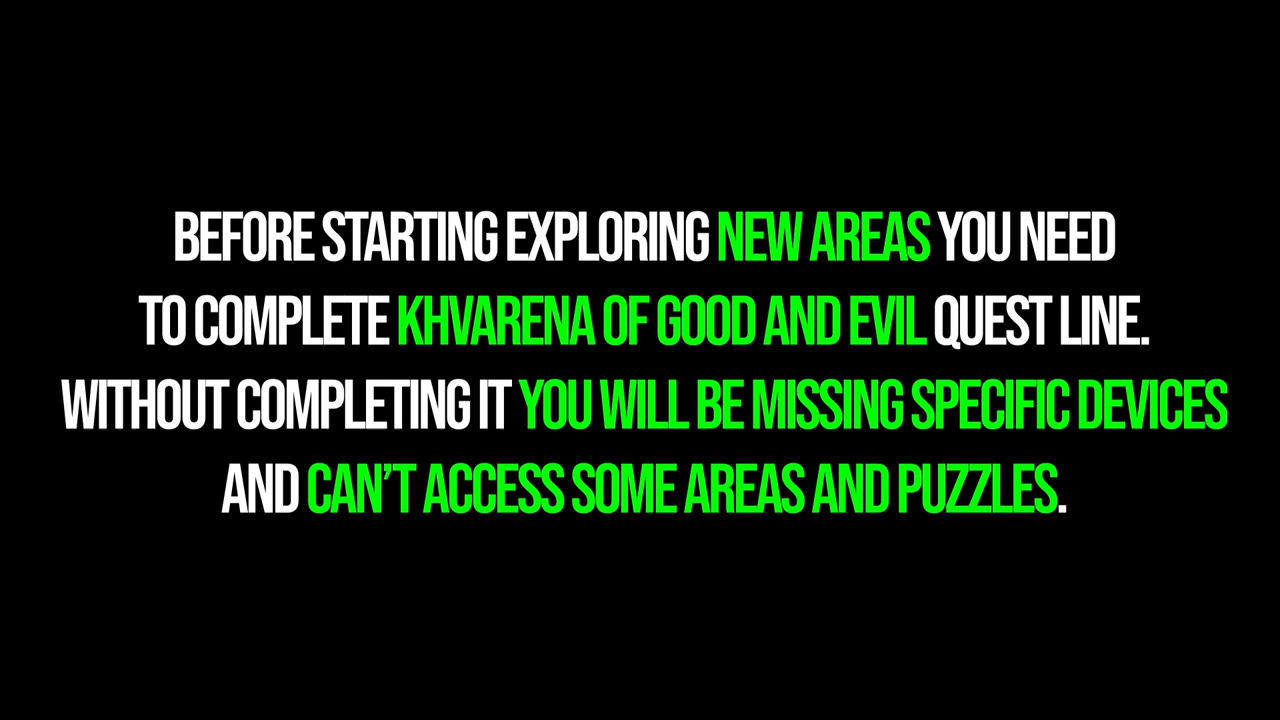 BEFORE STARTING EXPLORING NEW AREAS YOU NEED
TO COMPLETE KHVARENA OF GOOD AND EVIL QUEST LINE.
WITHOUT COMPLETING IT YOU WILL BE MISSING SPECIFIC DEVICES
AND CAN'T ACCESS SOME AREAS AND PUZZLES.